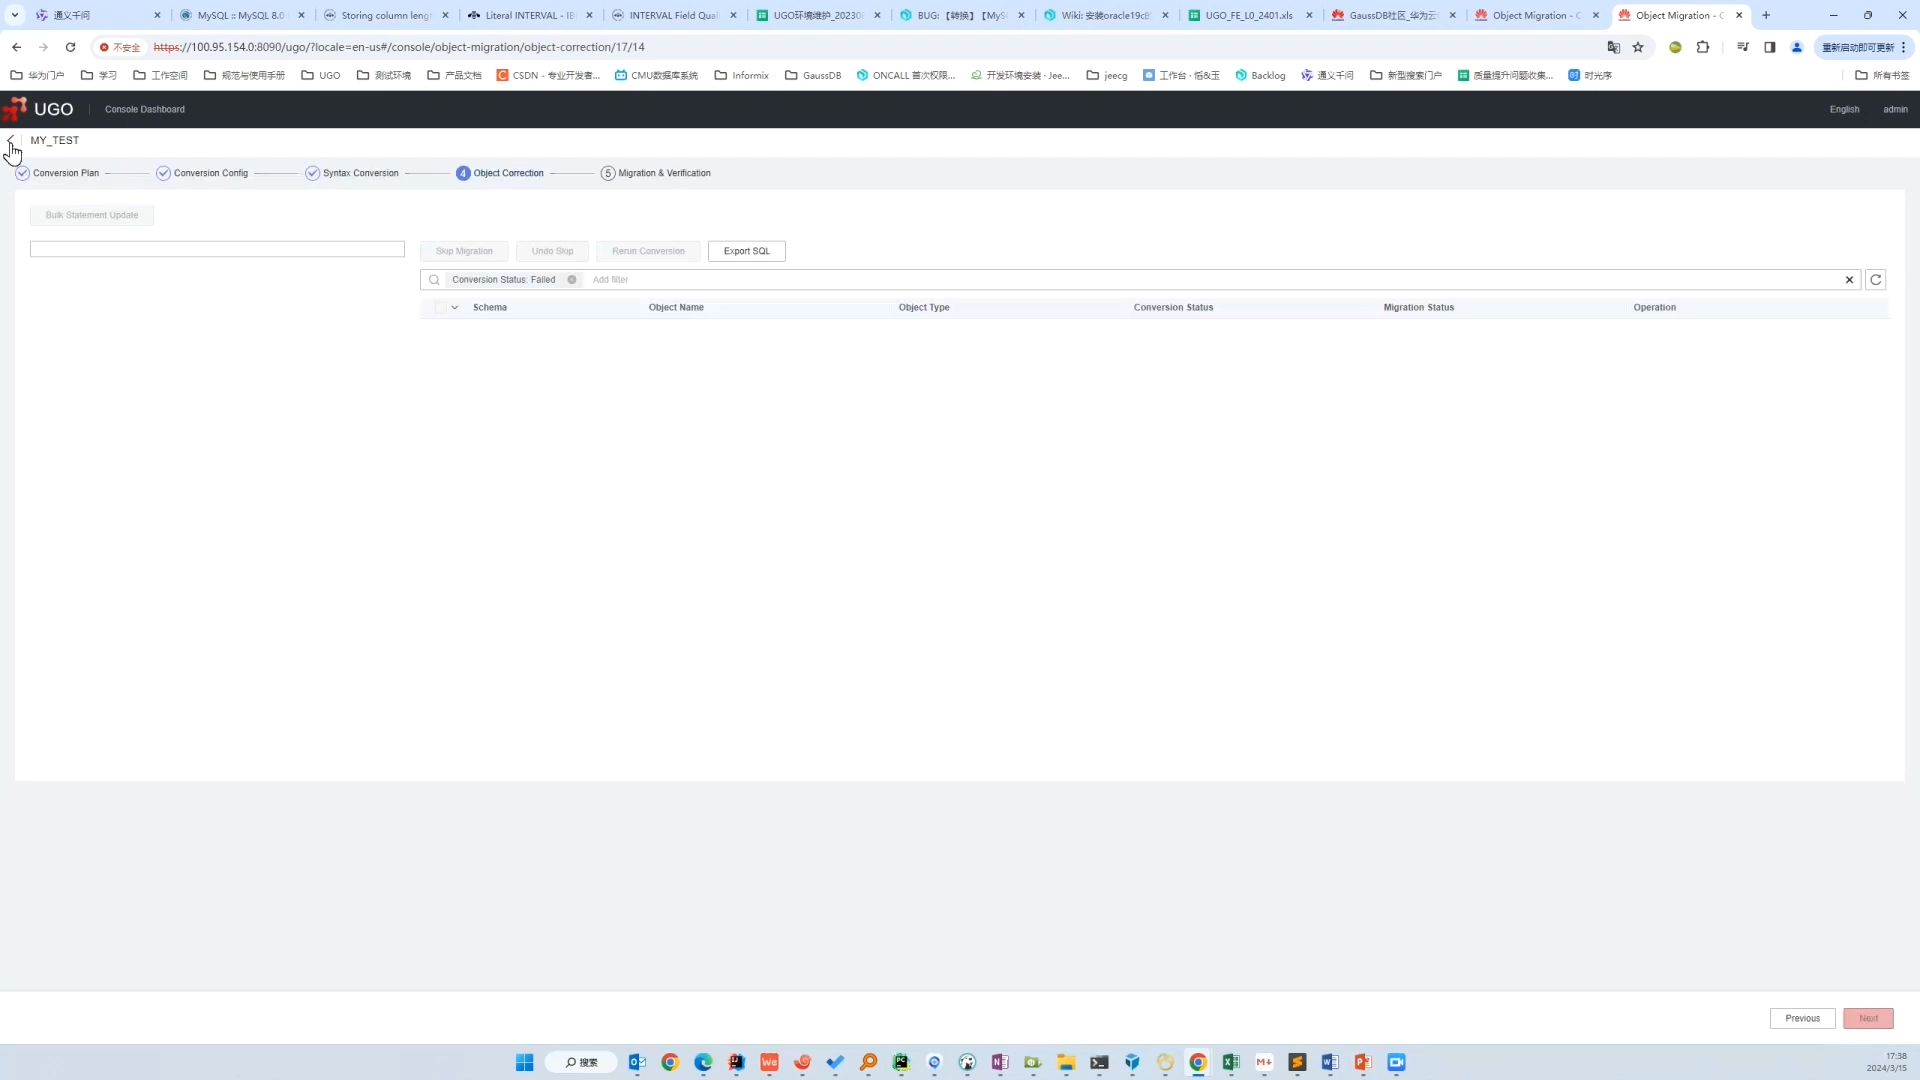 通义千问
MySQL :: MySQL 8.0
Storing column leng
Literal INTERVAL - IB
INTERVAL Field Qual
UGO环境维护_20230
BUG: 【转换】【MyS
Wiki: 安装oracle19c
UGO_FE_L0_2401.xls
GaussDB社区_华为云
Object Migration - C
Object Migration - C
不安全
https://100.95.154.0:8090/ugo/?locale=en-us#/console/object-migration/object-correction/17/14
重新启动即可更新
华为门户
学习
工作空间
规范与使用手册
UGO
测试环境
产品文档
CSDN - 专业开发者...
CMU数据库系统
Informix
GaussDB
ONCALL 首次权限...
开发环境安装 · Jee...
jeecg
工作台 · 恒&玉
Backlog
通义千问
新型搜索门户
质量提升问题收集...
时光序
所有书签
UGO
Console Dashboard
English
admin
MY_TEST
Conversion Plan
Conversion Config
Syntax Conversion
4 Object Correction
5 Migration & Verification
Bulk Statement Update
Skip Migration
Undo Skip
Rerun Conversion
Export SQL
Conversion Status: Failed
Add filter
Schema
Object Name
Object Type
Conversion Status
Migration Status
Operation
Previous
Next
搜索
17:38
2024/3/15